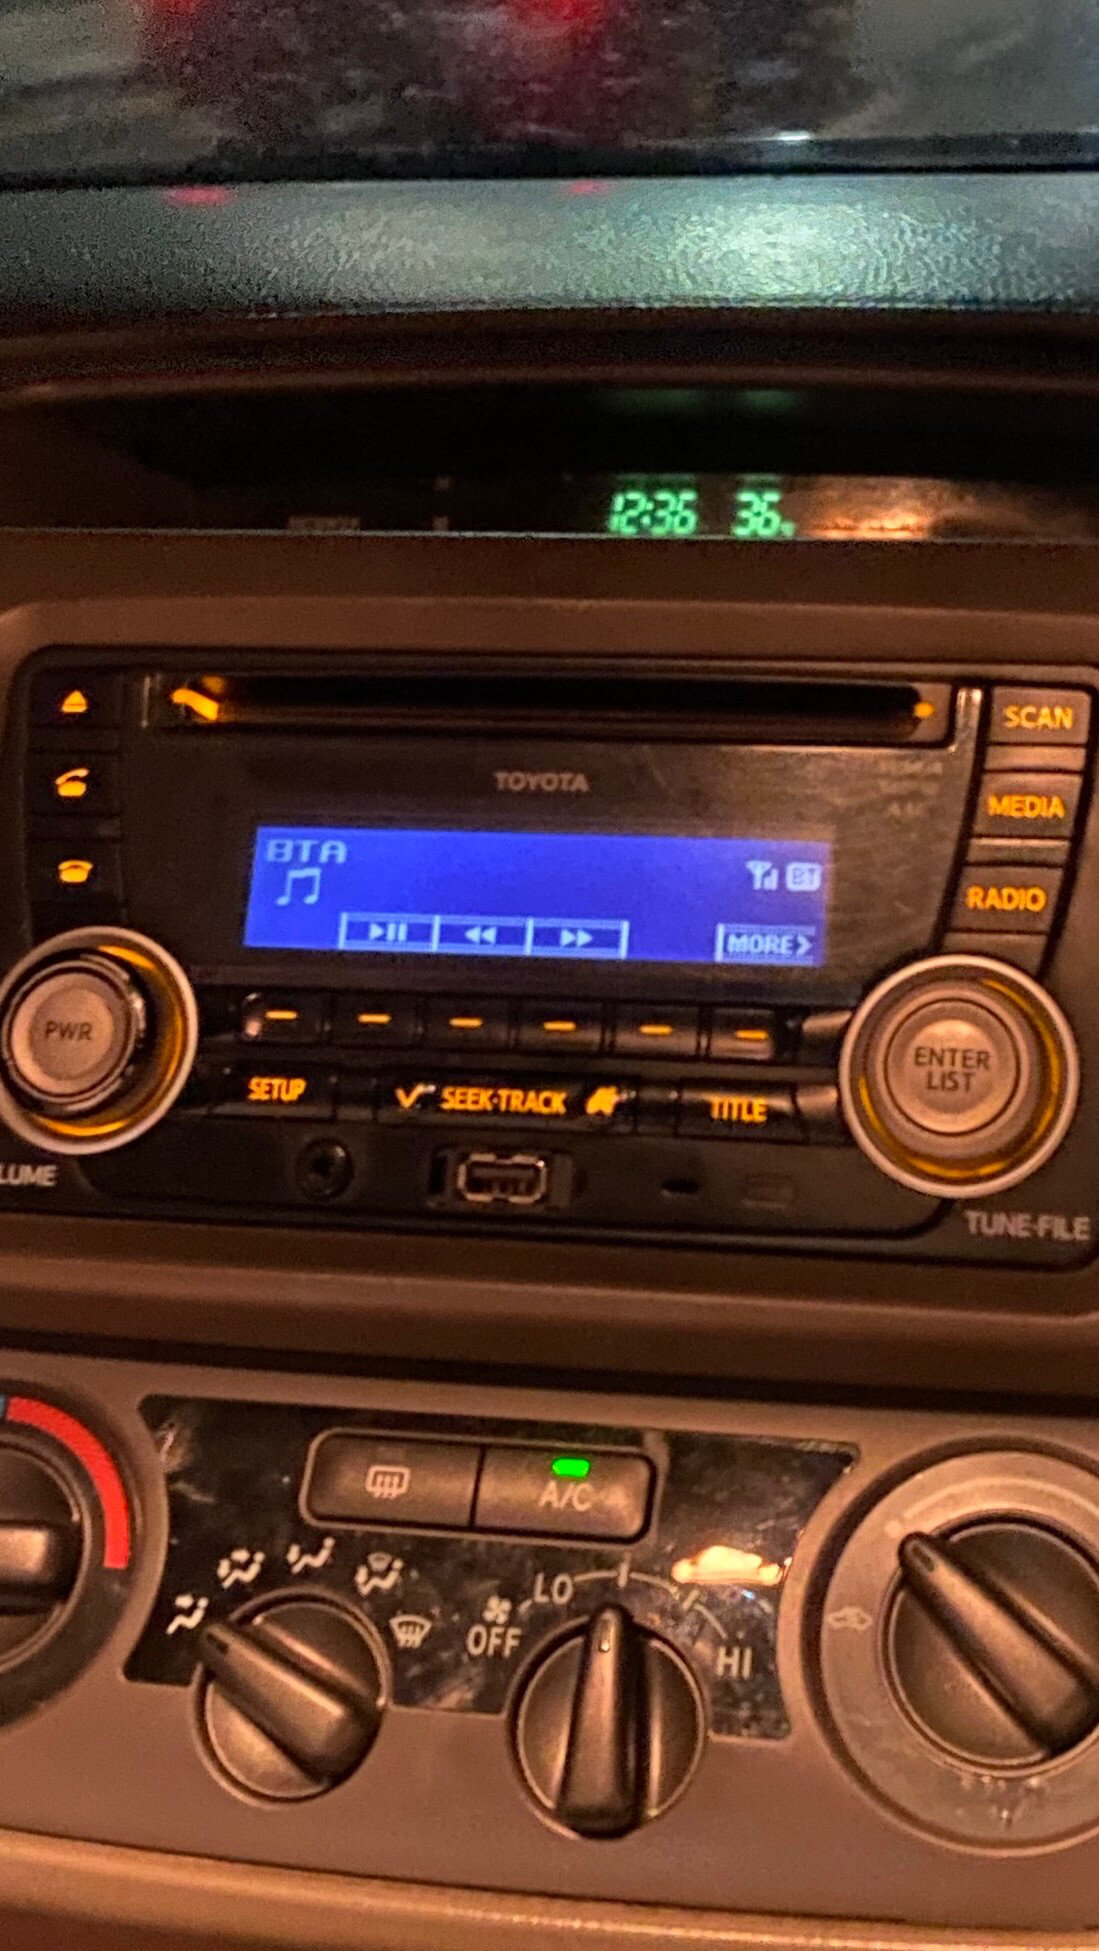 12:36 36
SCAN
TOYOTA
MEDIA
BTA
BT
RADIO
MORE>
PWR
ENTER
LIST
SETUP
SEEK·TRACK
TITLE
LUME
TUNE·FILE
A/C
LO
OFF
HI